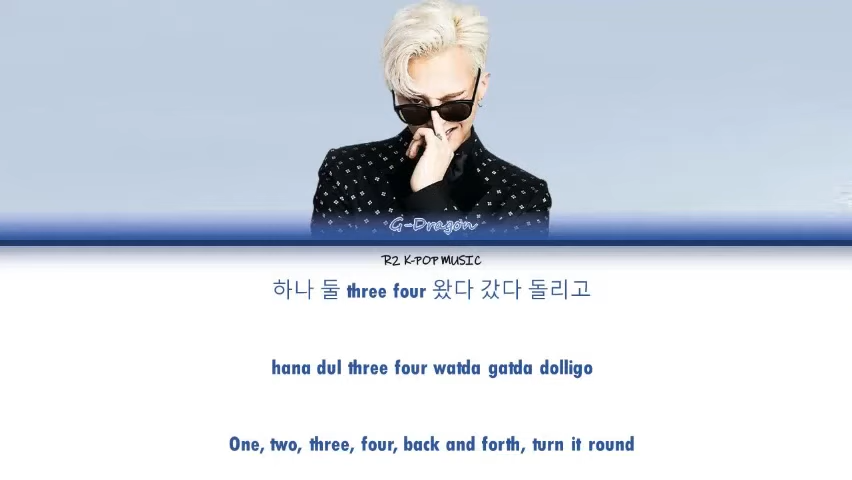 G-Dragon
R2 K-POP MUSIC
하나 둘 three four 왔다 갔다 돌리고
hana dul three four watda gatda dolligo
One, two, three, four, back and forth, turn it round